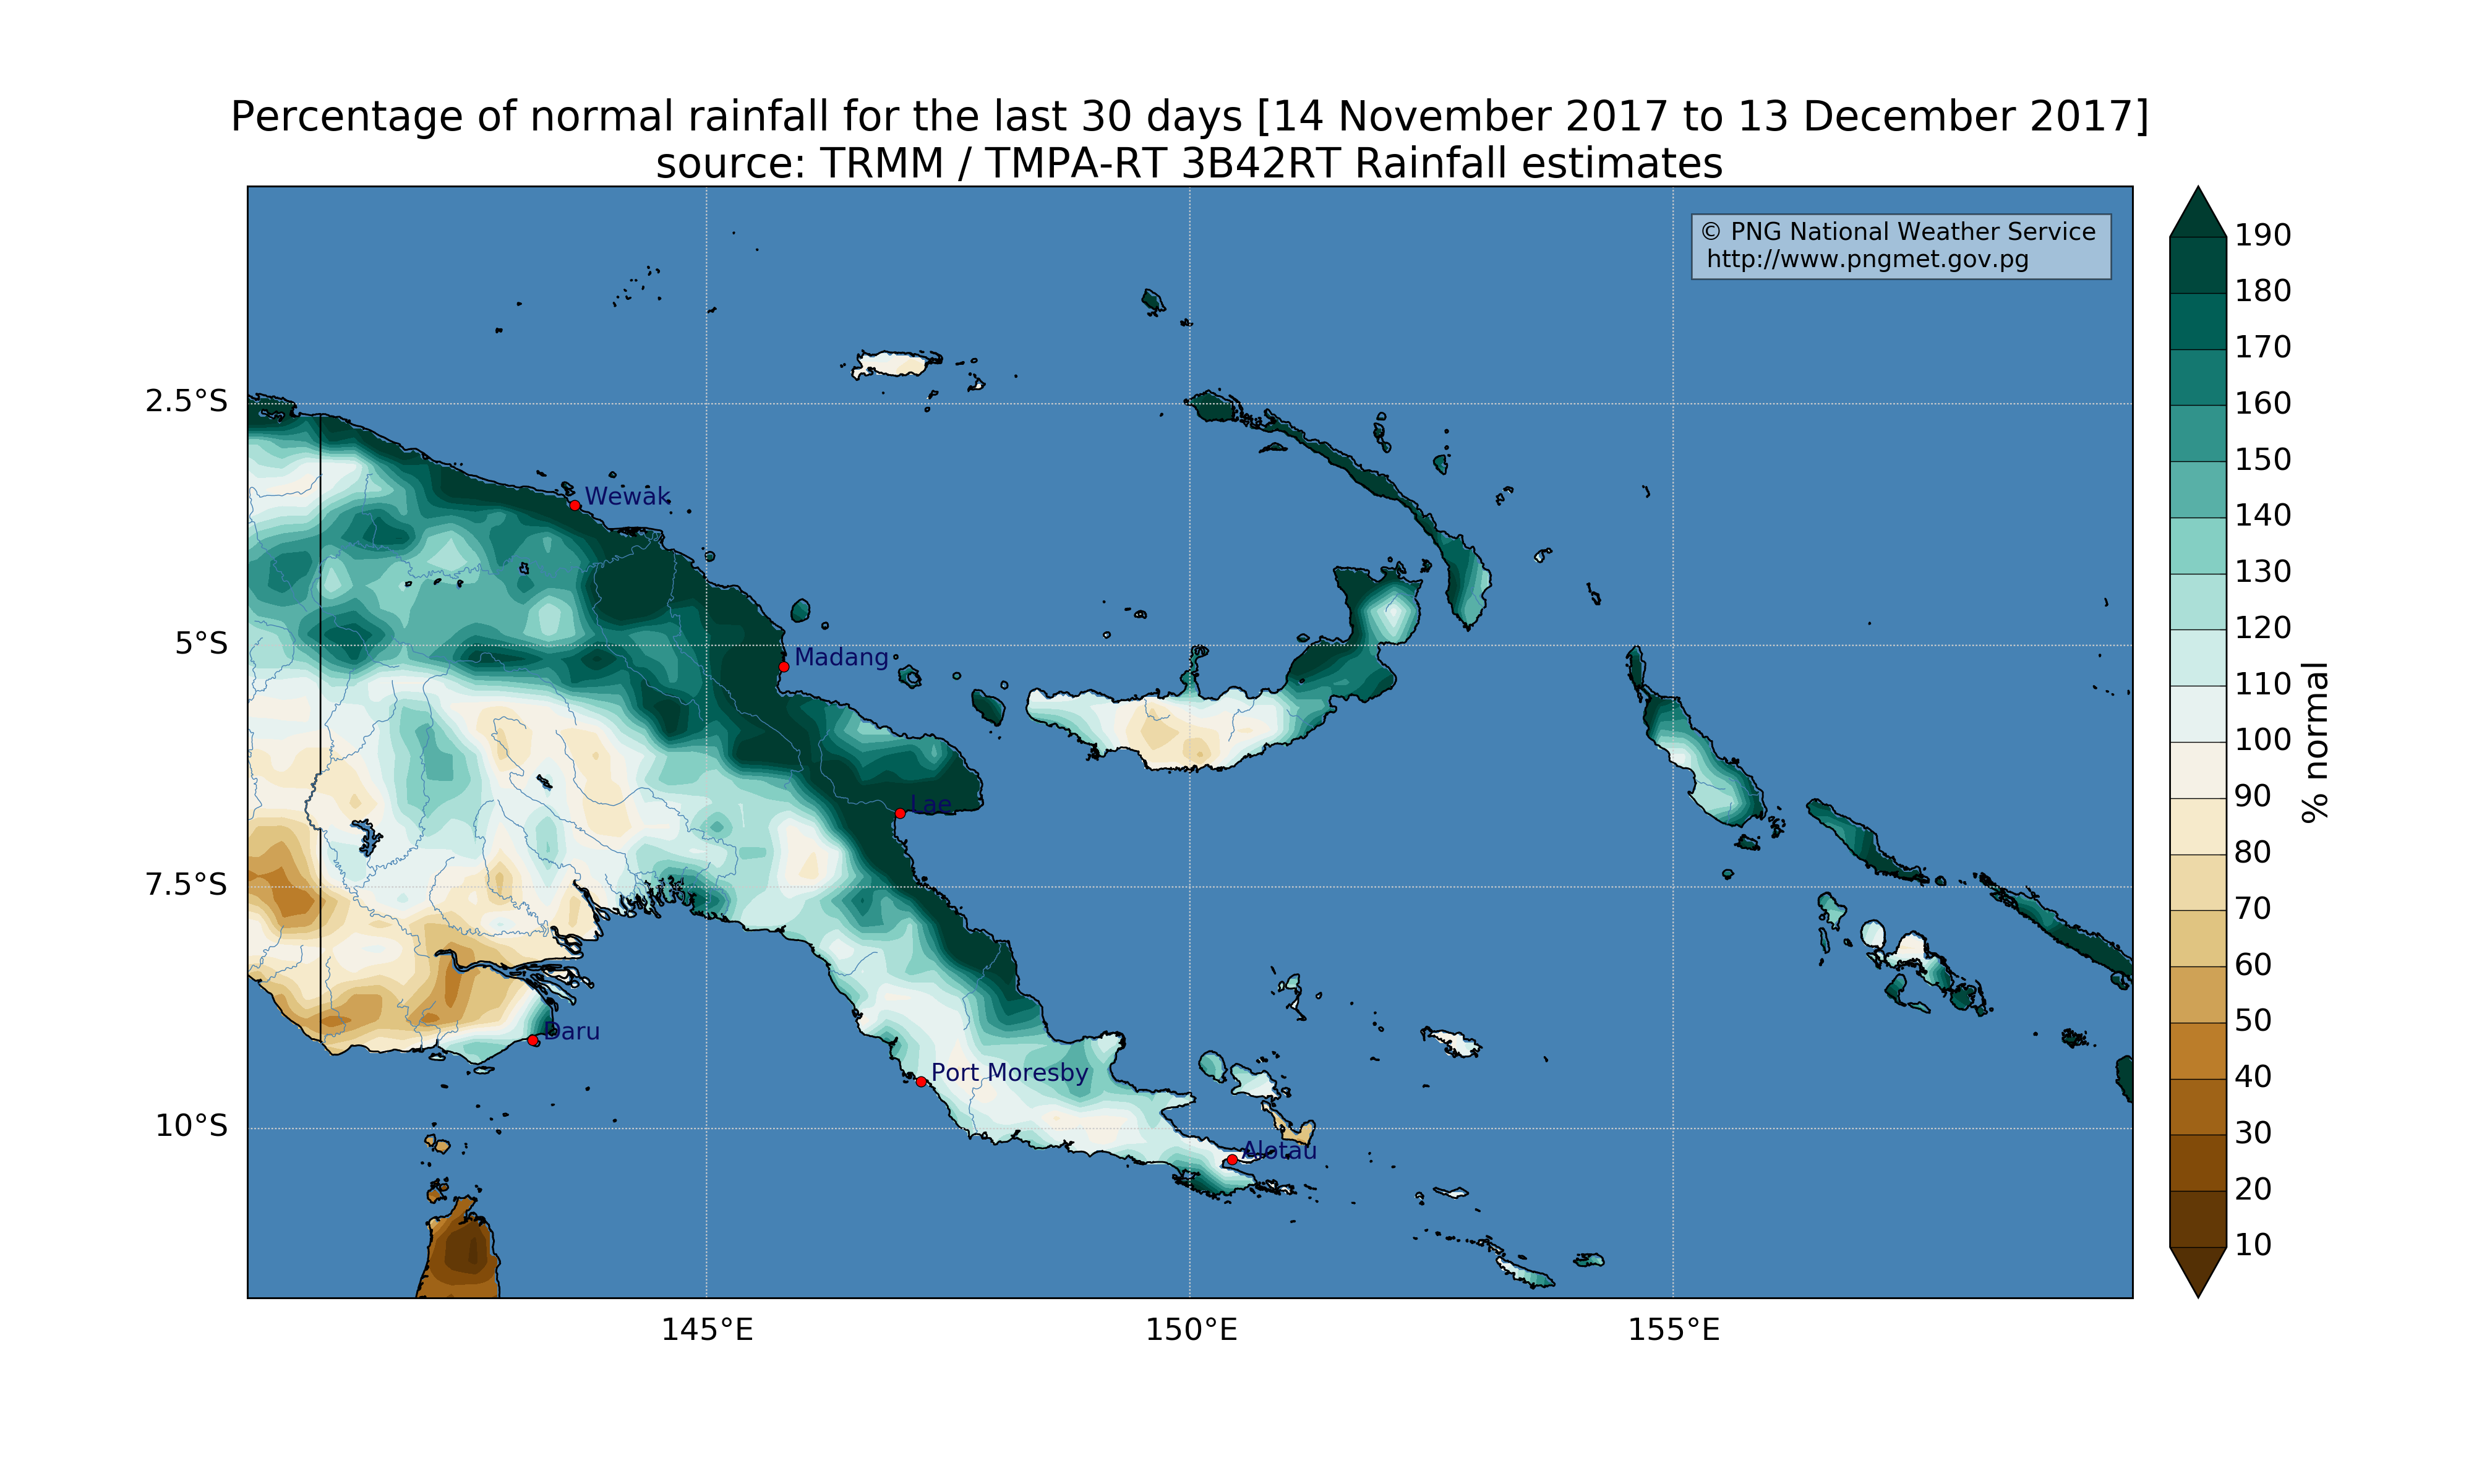 Percentage of normal rainfall for the last 30 days [14 November 2017 to 13 December 2017]
source: TRMM / TMPA-RT 3B42RT Rainfall estimates
© PNG National Weather Service
http://www.pngmet.gov.pg
190
180
170
160
150
140
130
120
110
100
90
80
70
60
50
40
30
20
10
% normal
2.5°S
5°S
7.5°S
10°S
Wewak
Madang
Lae
Daru
Port Moresby
Alotau
145°E
150°E
155°E